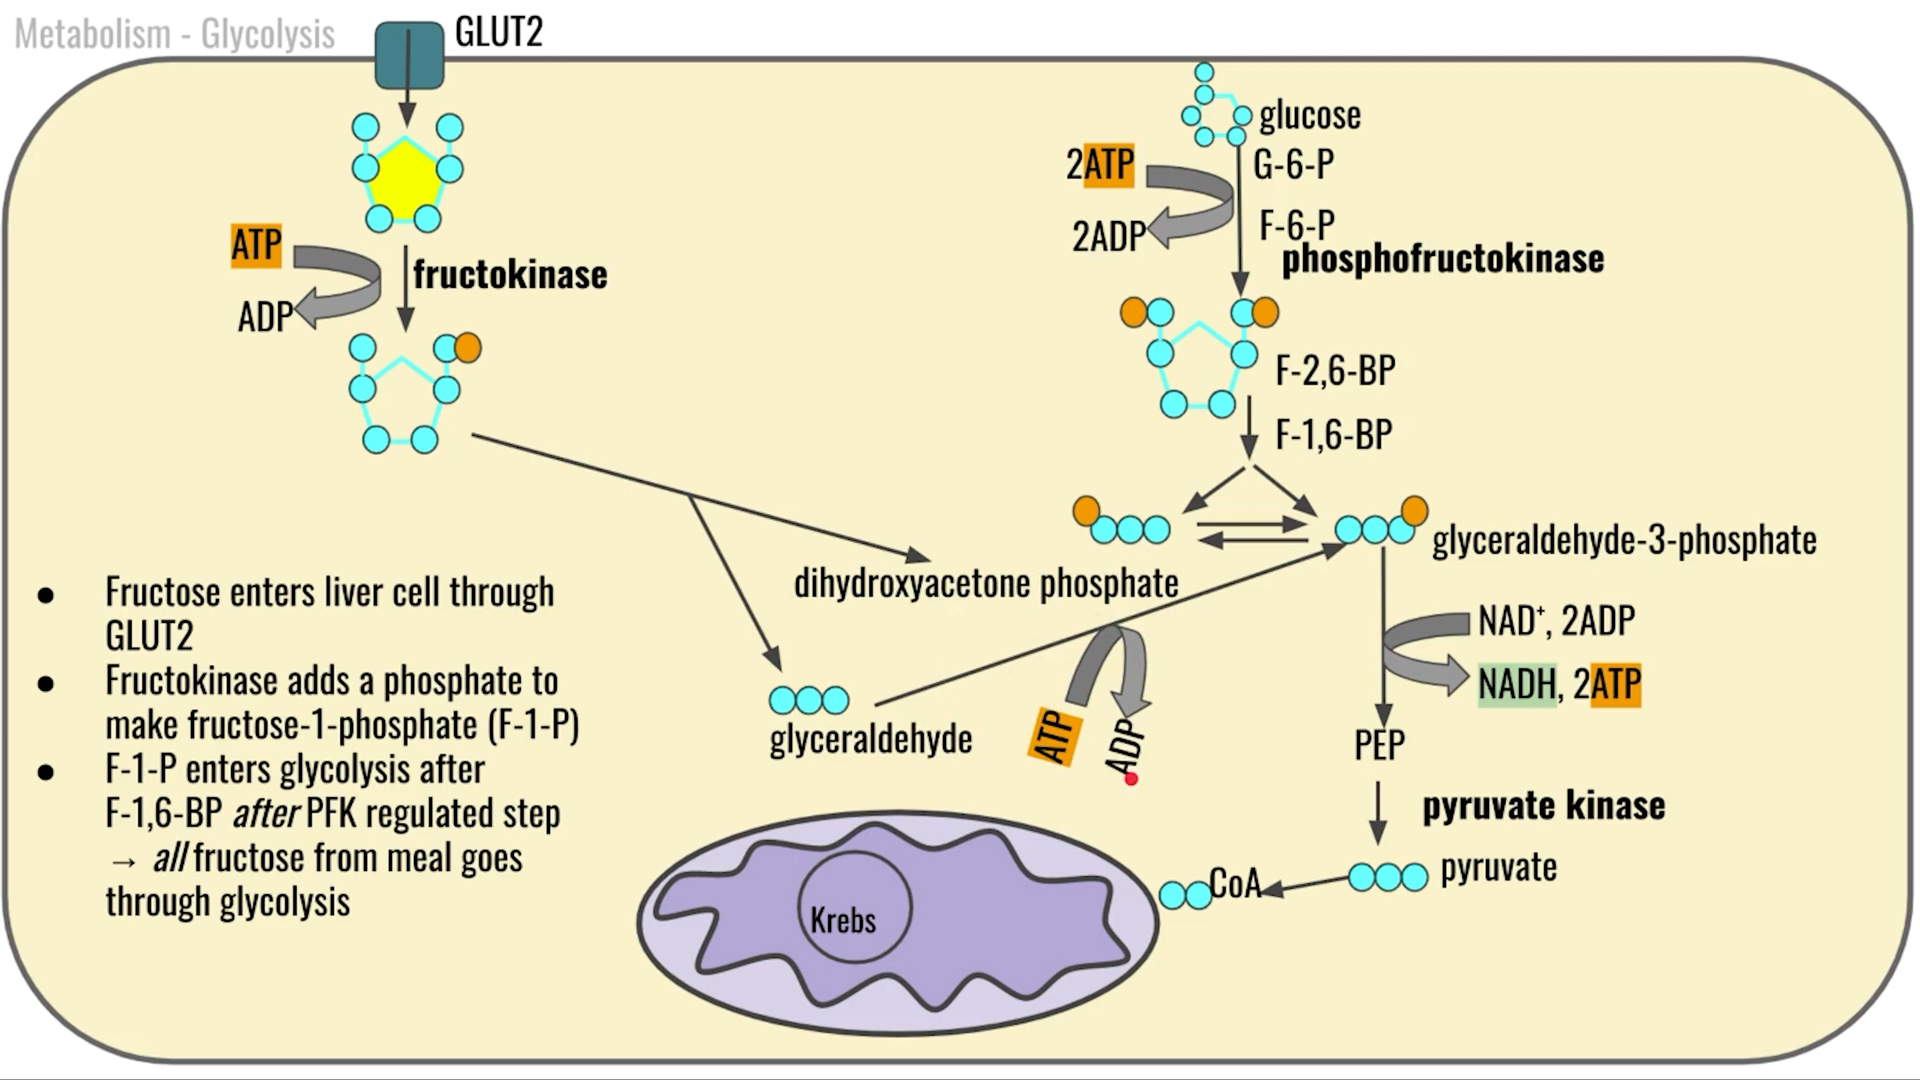 Metabolism - Glycolysis
GLUT2
glucose
2ATP
G-6-P
2ADP
F-6-P
phosphofructokinase
ATP
fructokinase
ADP
F-2,6-BP
F-1,6-BP
glyceraldehyde-3-phosphate
dihydroxyacetone phosphate
NAD⁺, 2ADP
NADH, 2ATP
glyceraldehyde
ATP
ADP
PEP
pyruvate kinase
pyruvate
CoA
Krebs
● Fructose enters liver cell through
GLUT2
● Fructokinase adds a phosphate to
make fructose-1-phosphate (F-1-P)
● F-1-P enters glycolysis after
F-1,6-BP after PFK regulated step
→ all fructose from meal goes
through glycolysis